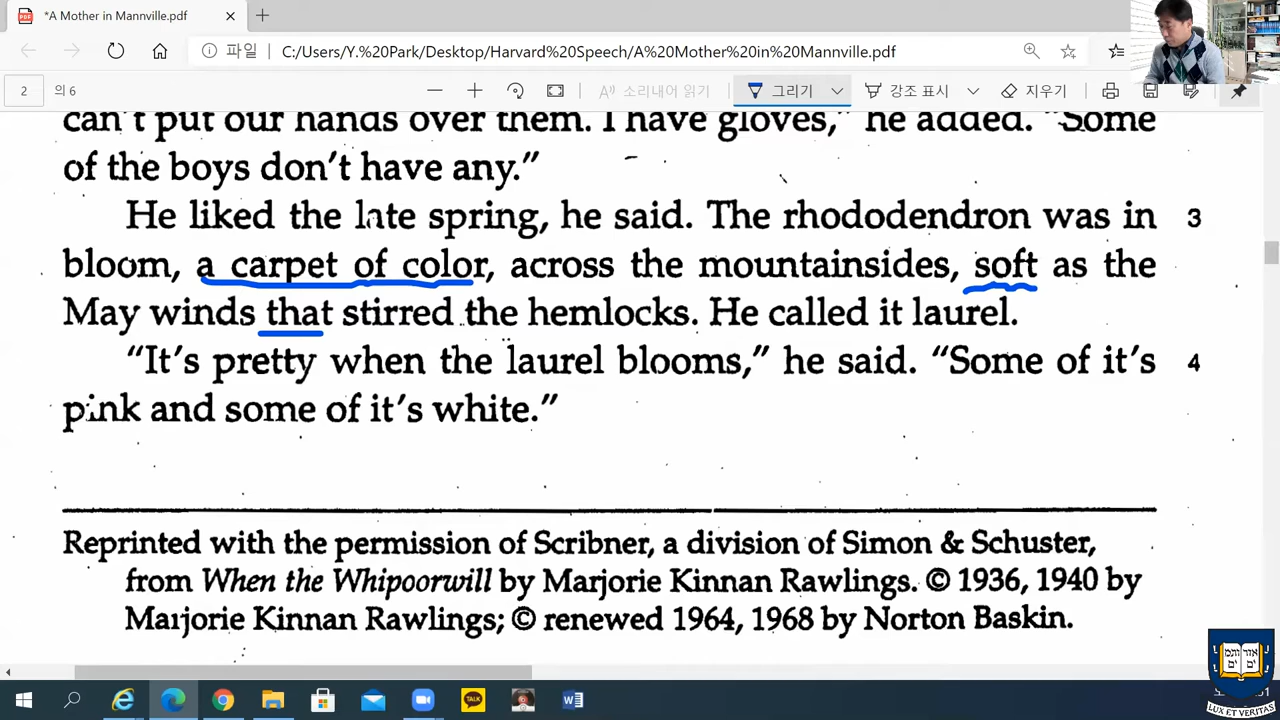 *A Mother in Mannville.pdf
파일 C:/Users/Y.%20Park/Desktop/Harvard%20Speech/A%20Mother%20in%20Mannville.pdf
2 의 6 소리내어 읽기 그리기 강조 표시 지우기
can't put our hands over them. I have gloves," he added. "Some
of the boys don't have any."
He liked the late spring, he said. The rhododendron was in 3
bloom, a carpet of color, across the mountainsides, soft as the
May winds that stirred the hemlocks. He called it laurel.
"It's pretty when the laurel blooms," he said. "Some of it's 4
pink and some of it's white."
Reprinted with the permission of Scribner, a division of Simon & Schuster,
from When the Whipoorwill by Marjorie Kinnan Rawlings. © 1936, 1940 by
Marjorie Kinnan Rawlings; © renewed 1964, 1968 by Norton Baskin.
TALK
LUX ET VERITAS